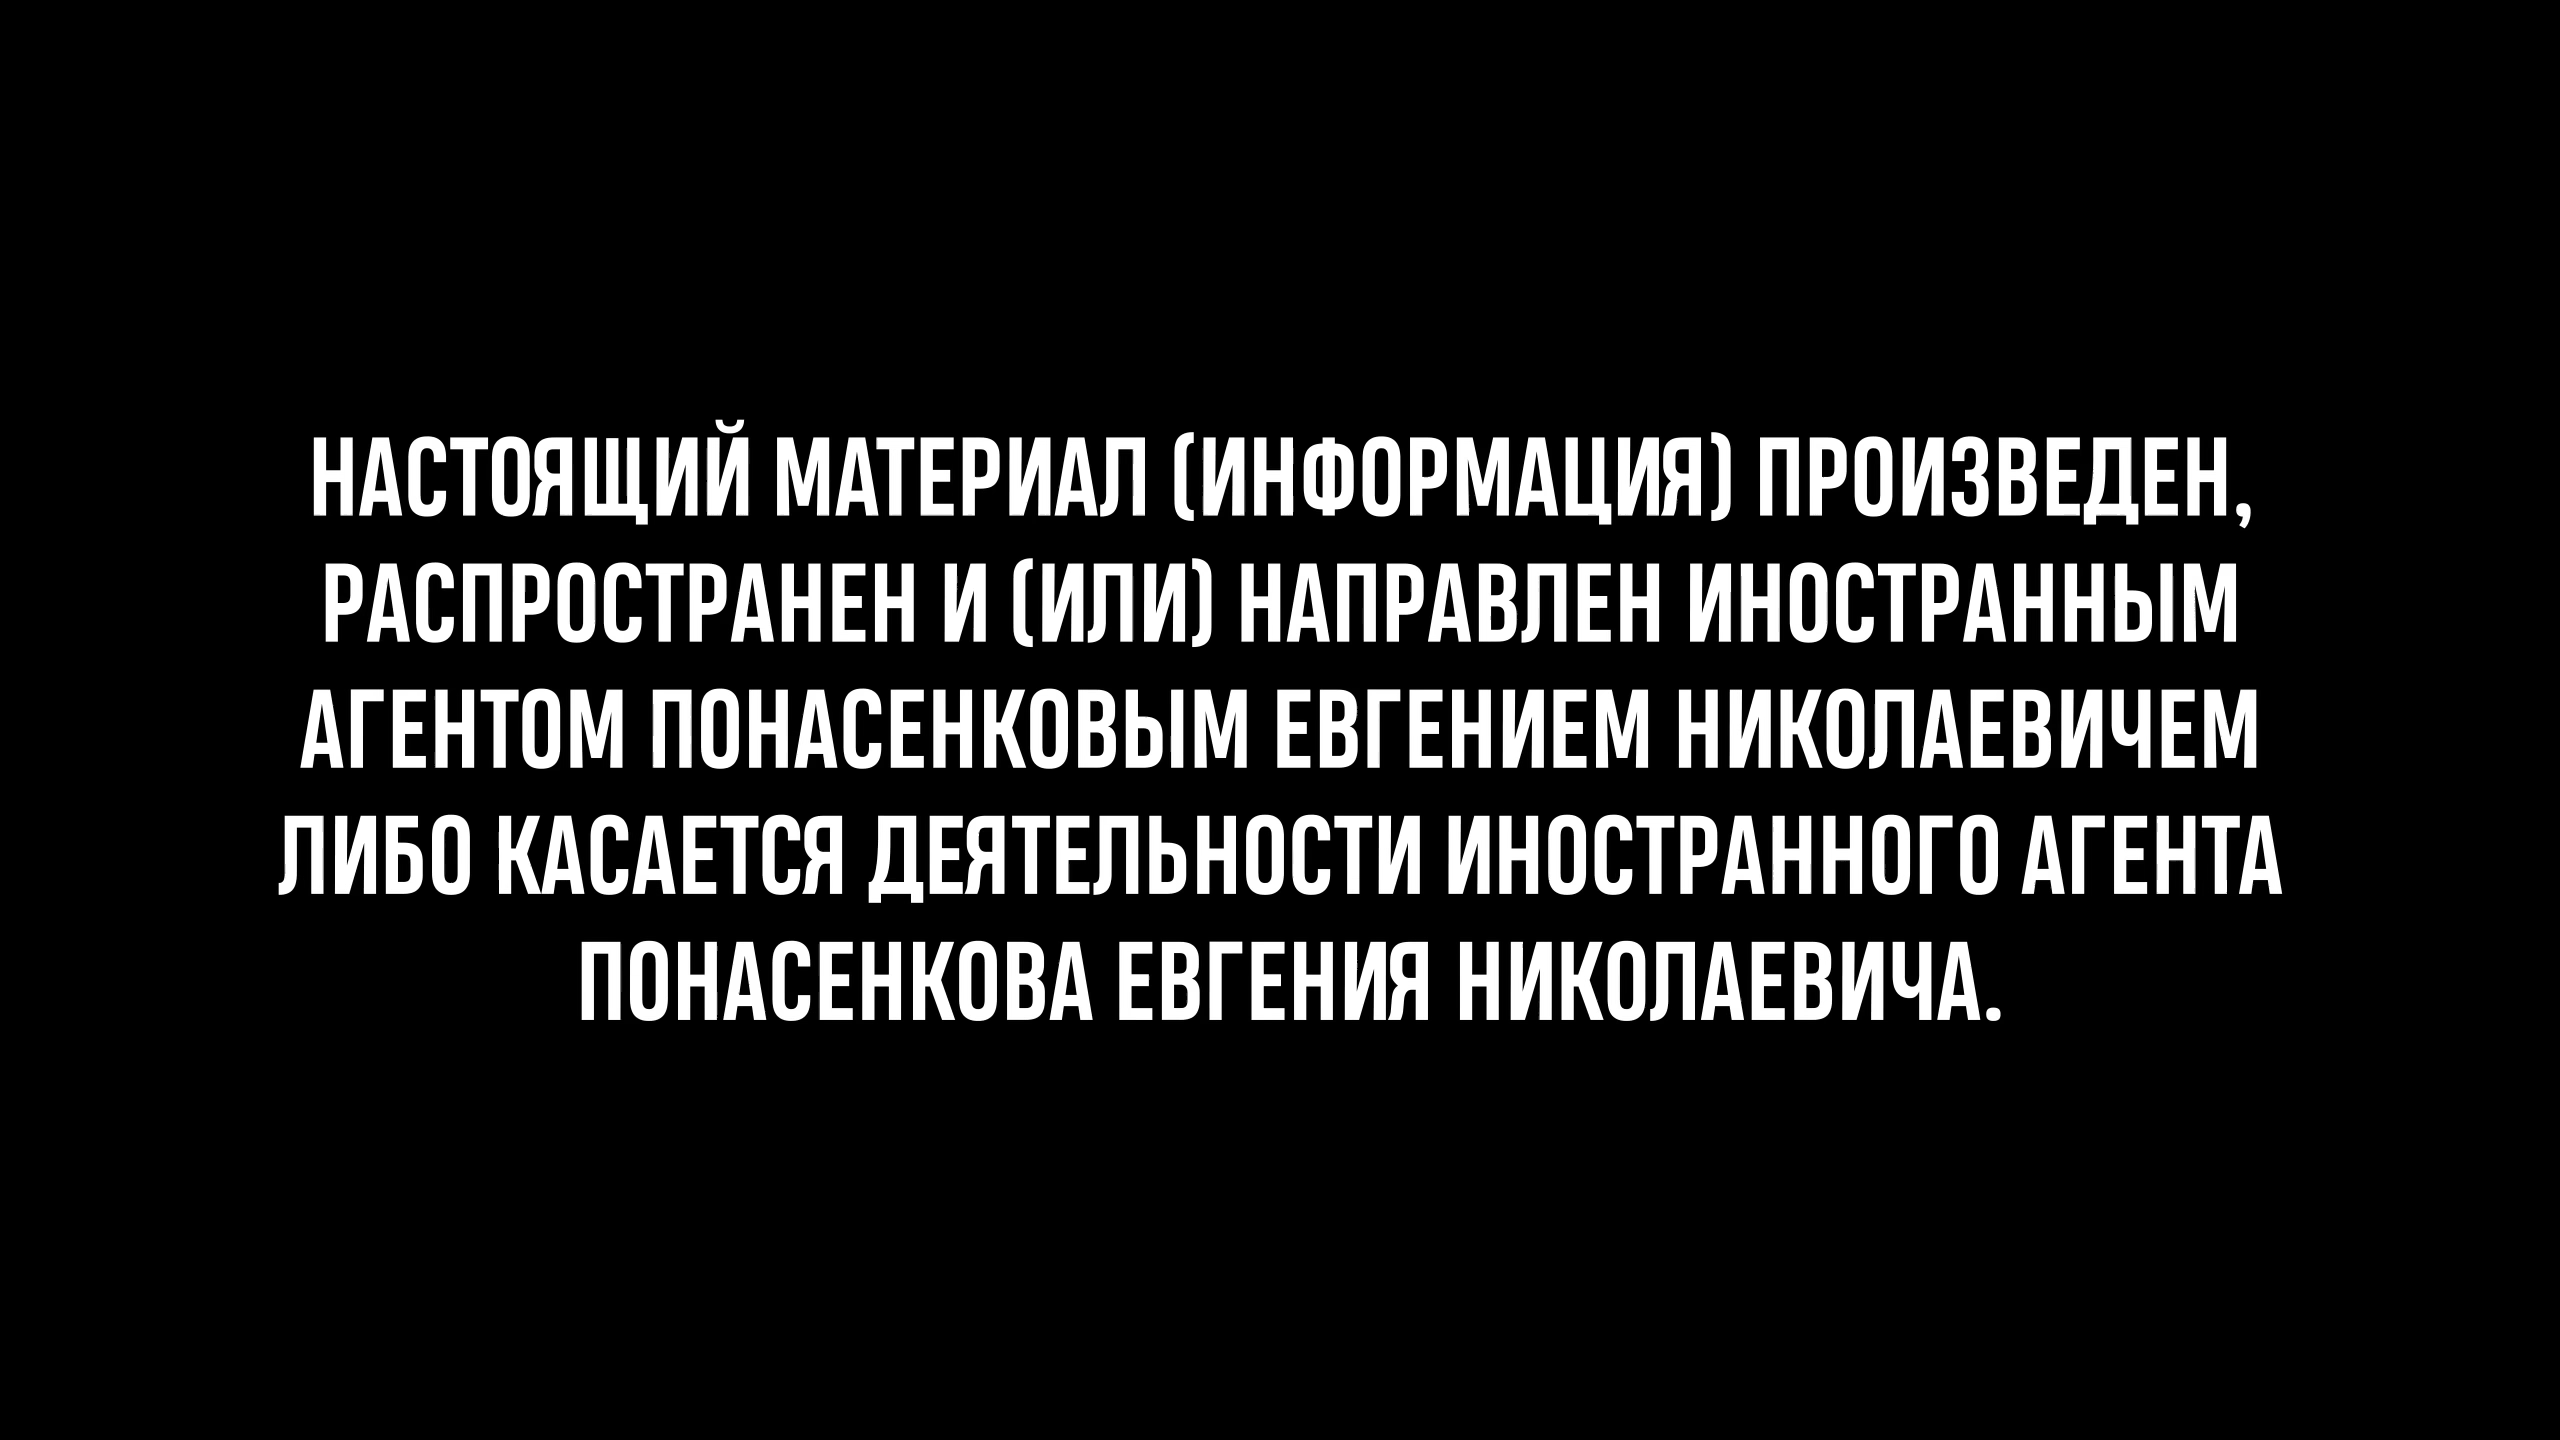 НАСТОЯЩИЙ МАТЕРИАЛ (ИНФОРМАЦИЯ) ПРОИЗВЕДЕН,
РАСПРОСТРАНЕН И (ИЛИ) НАПРАВЛЕН ИНОСТРАННЫМ
АГЕНТОМ ПОНАСЕНКОВЫМ ЕВГЕНИЕМ НИКОЛАЕВИЧЕМ
ЛИБО КАСАЕТСЯ ДЕЯТЕЛЬНОСТИ ИНОСТРАННОГО АГЕНТА
ПОНАСЕНКОВА ЕВГЕНИЯ НИКОЛАЕВИЧА.